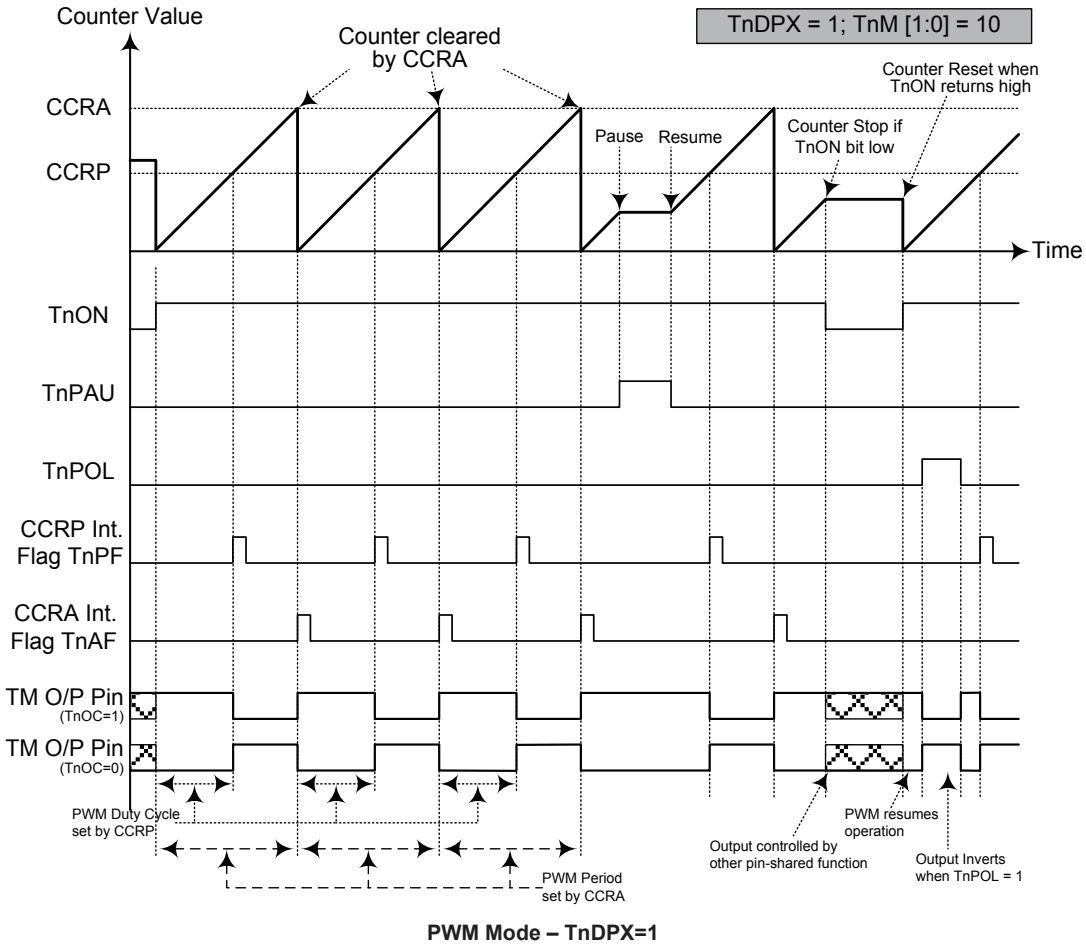 Counter Value
TnDPX = 1; TnM [1:0] = 10
Counter cleared
by CCRA
Counter Reset when
TnON returns high
CCRA
Pause
Resume
Counter Stop if
TnON bit low
CCRP
Time
TnON
TnPAU
TnPOL
CCRP Int.
Flag TnPF
CCRA Int.
Flag TnAF
TM O/P Pin
(TnOC=1)
TM O/P Pin
(TnOC=0)
PWM Duty Cycle
set by CCRP
Output controlled by
other pin-shared function
PWM resumes
operation
Output Inverts
when TnPOL = 1
PWM Period
set by CCRA
PWM Mode – TnDPX=1